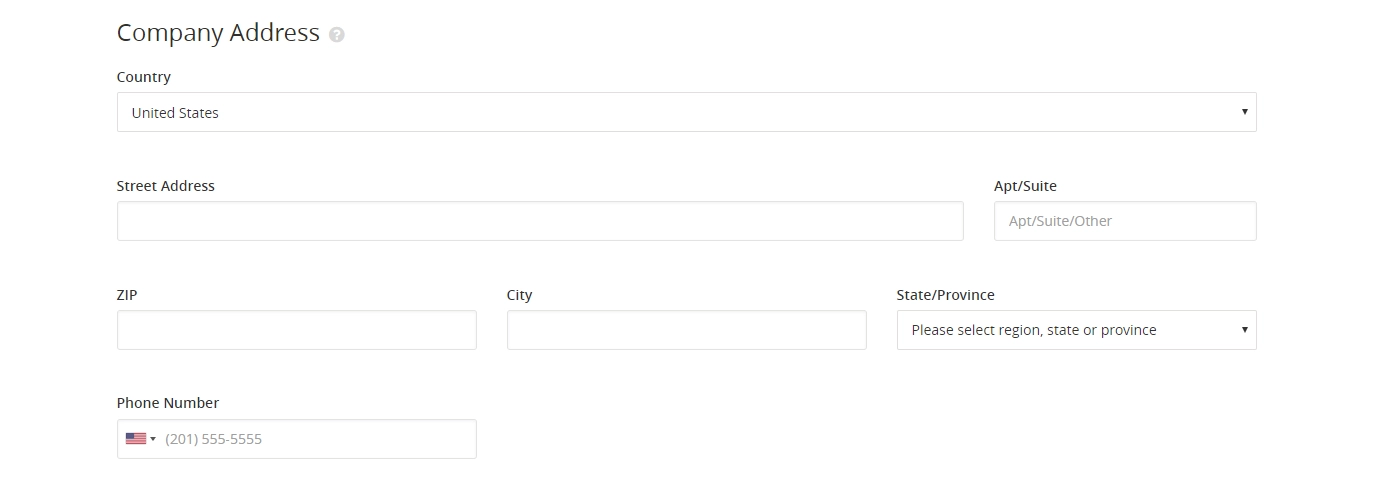 Company Address ?
Country
United States
Street Address Apt/Suite
Apt/Suite/Other
ZIP City State/Province
Please select region, state or province
Phone Number
(201) 555-5555